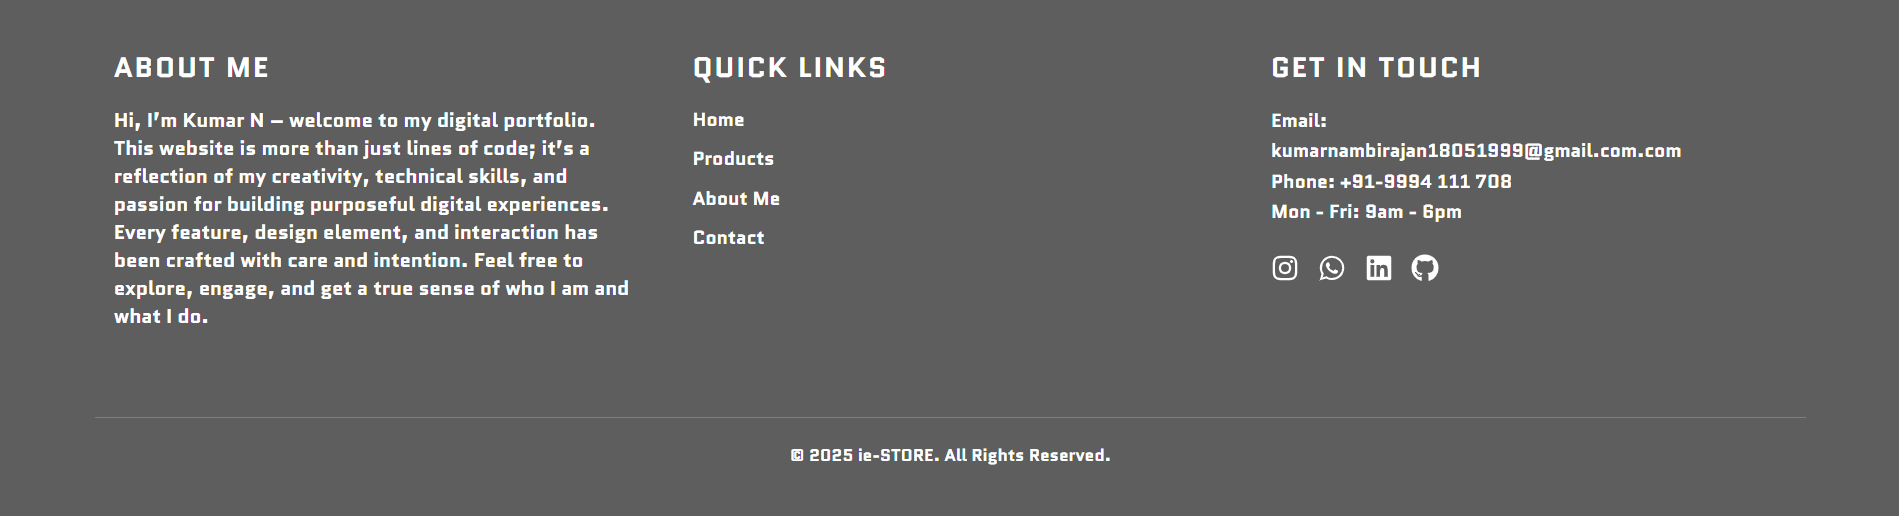 ABOUT ME
Hi, I’m Kumar N – welcome to my digital portfolio.
This website is more than just lines of code; it’s a
reflection of my creativity, technical skills, and
passion for building purposeful digital experiences.
Every feature, design element, and interaction has
been crafted with care and intention. Feel free to
explore, engage, and get a true sense of who I am and
what I do.
QUICK LINKS
Home
Products
About Me
Contact
GET IN TOUCH
Email:
kumarnambirajan18051999@gmail.com.com
Phone: +91-9994 111 708
Mon - Fri: 9am - 6pm
in
© 2025 ie-STORE. All Rights Reserved.